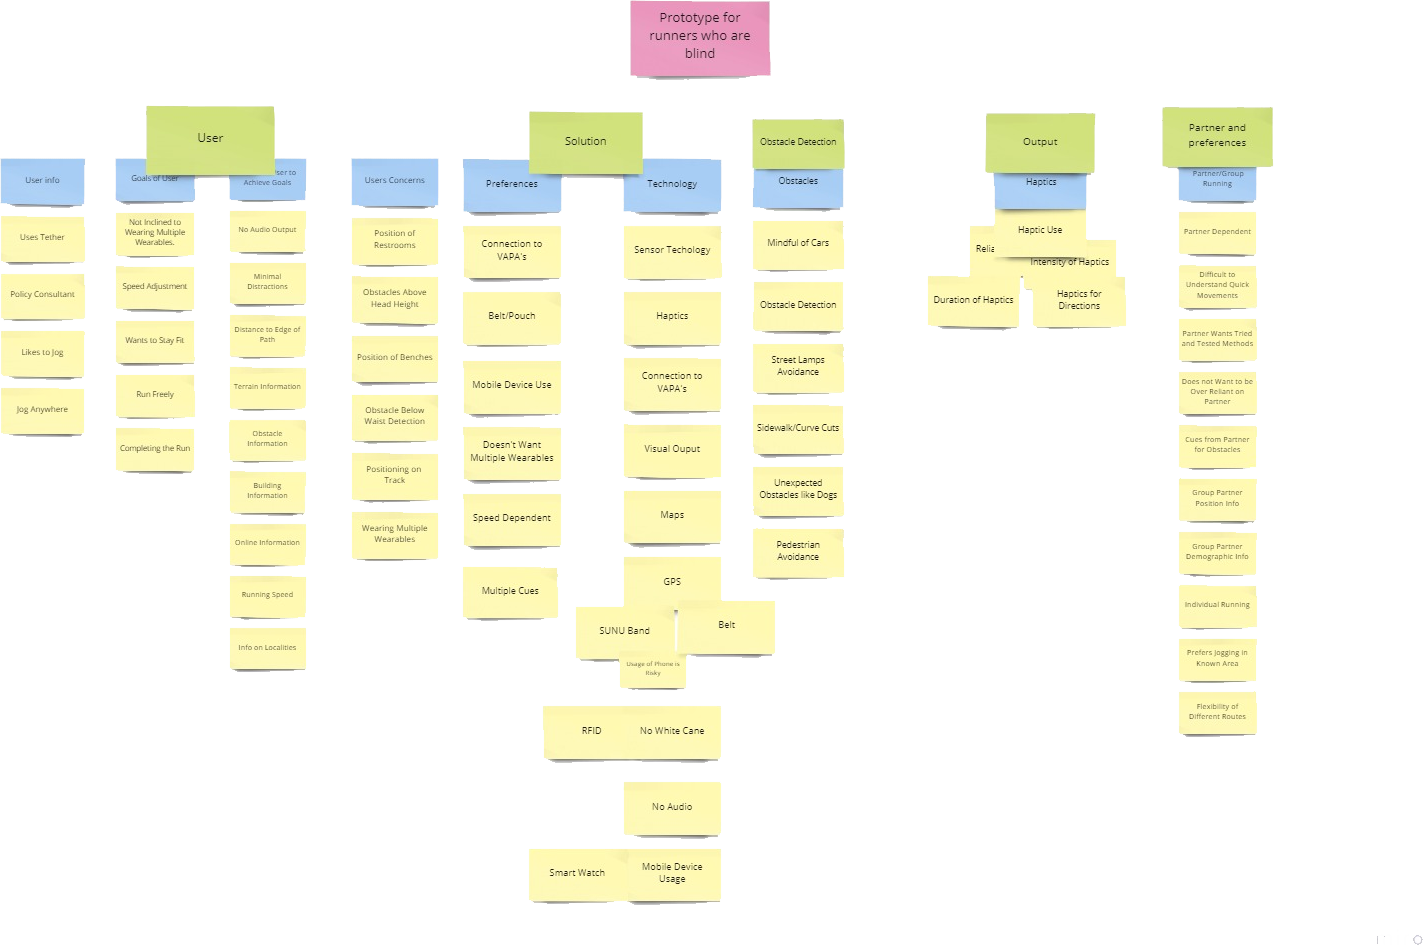 Prototype for
runners who are
blind
User
User info
Uses Tether
Policy Consultant
Likes to Jog
Jog Anywhere
Goals of User
Not Inclined to
Wearing Multiple
Wearables.
Speed Adjustment
Wants to Stay Fit
Run Freely
Completing the Run
to
Achieve Goals
No Audio Output
Minimal
Distractions
Distance to Edge of
Path
Terrain Information
Obstacle
Information
Building
Information
Online Information
Running Speed
Info on Localities
Users Concerns
Position of
Restrooms
Obstacles Above
Head Height
Position of Benches
Obstacle Below
Waist Detection
Positioning on
Track
Wearing Multiple
Wearables
Solution
Preferences
Connection to
VAPA's
Belt/Pouch
Mobile Device Use
Doesn't Want
Multiple Wearables
Speed Dependent
Multiple Cues
Technology
Sensor Techology
Haptics
Connection to
VAPA's
Visual Ouput
Maps
GPS
SUNU Band
Belt
Usage of Phone is
Risky
RFID
No White Cane
No Audio
Smart Watch
Mobile Device
Usage
Obstacle Detection
Obstacles
Mindful of Cars
Obstacle Detection
Street Lamps
Avoidance
Sidewalk/Curve Cuts
Unexpected
Obstacles like Dogs
Pedestrian
Avoidance
Output
Haptics
Haptic Use
Intensity of Haptics
Duration of Haptics
Haptics for
Directions
Partner and
preferences
Partner/Group
Running
Partner Dependent
Difficult to
Understand Quick
Movements
Partner Wants Tried
and Tested Methods
Does not Want to be
Over Reliant on
Partner
Cues from Partner
for Obstacles
Group Partner
Position Info
Group Partner
Demographic Info
Individual Running
Prefers Jogging in
Known Area
Flexibility of
Different Routes